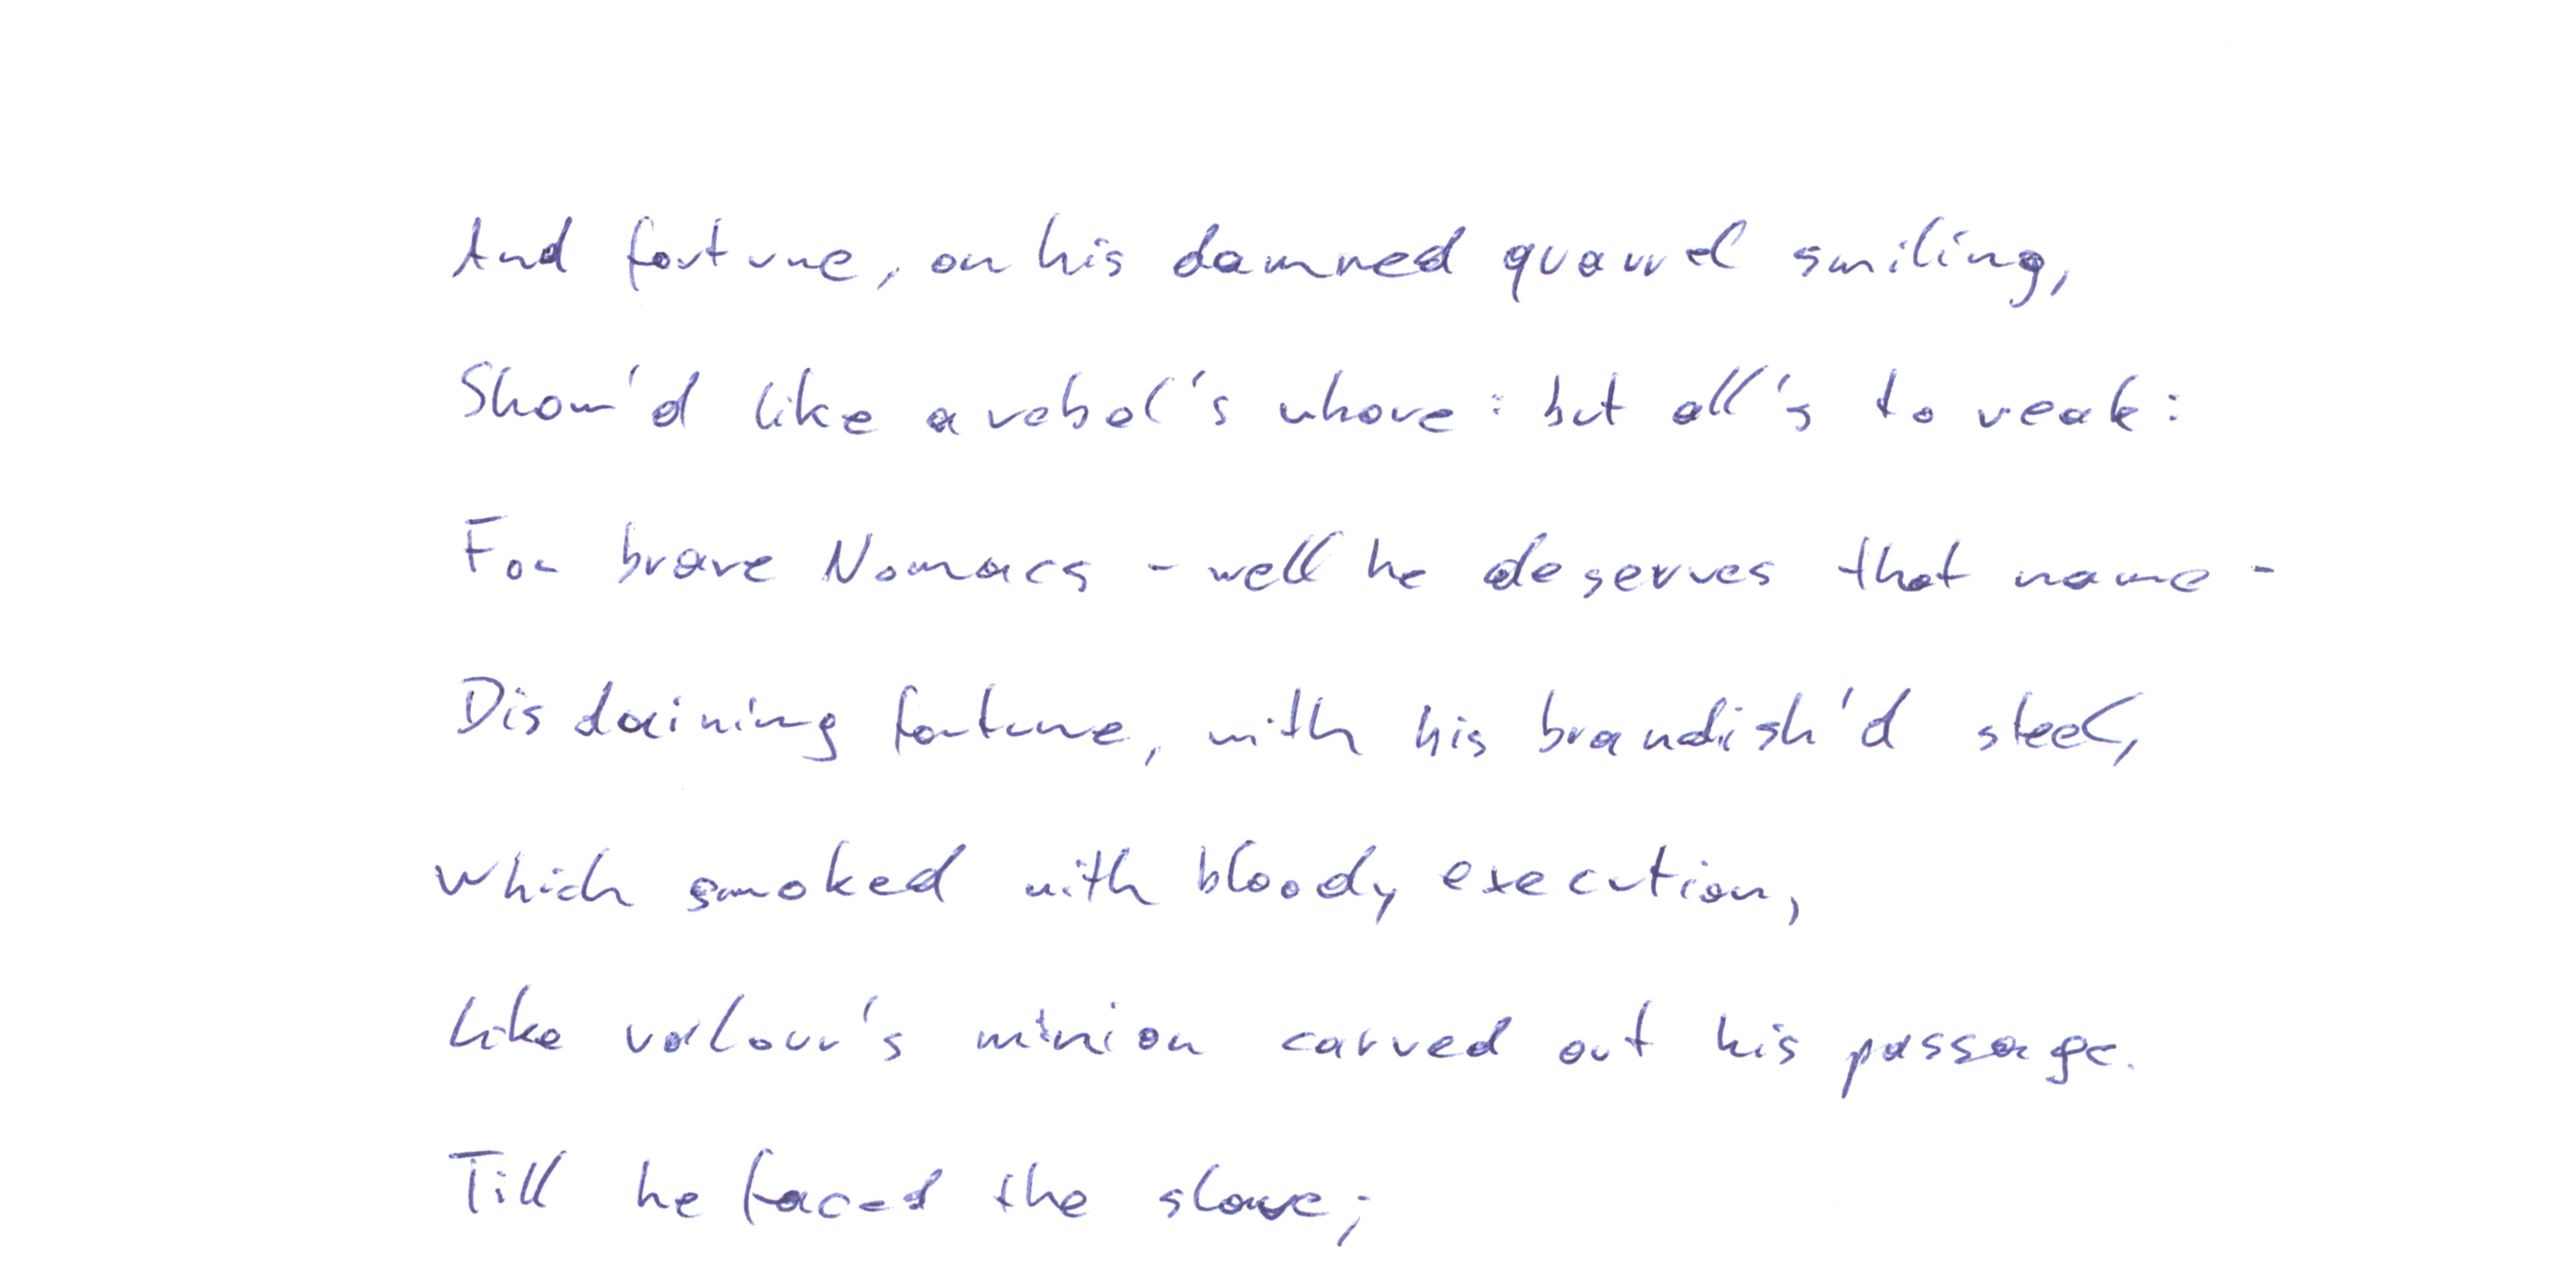 And fortune, on his damned quarrel smiling,
Show'd like a rebel's whore : but all's to weak :
For brave Nomacs - well he deserves that name -
Disdaining fortune, with his brandish'd steel,
Which smoked with bloody execution,
Like valour's minion carved out his passage.
Till he faced the slave;